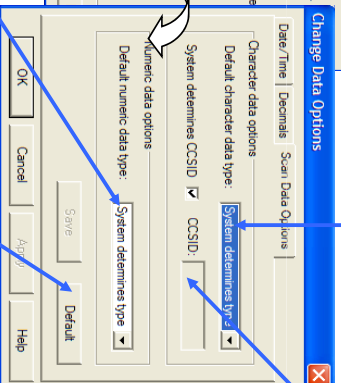 Change Data Options
Date/Time Decimals Scan Data Options
Character data options
Default character data type: System determines type
System determines CCSID CCSID:
Numeric data options
Default numeric data type: System determines type
Save Default
OK Cancel Apply Help